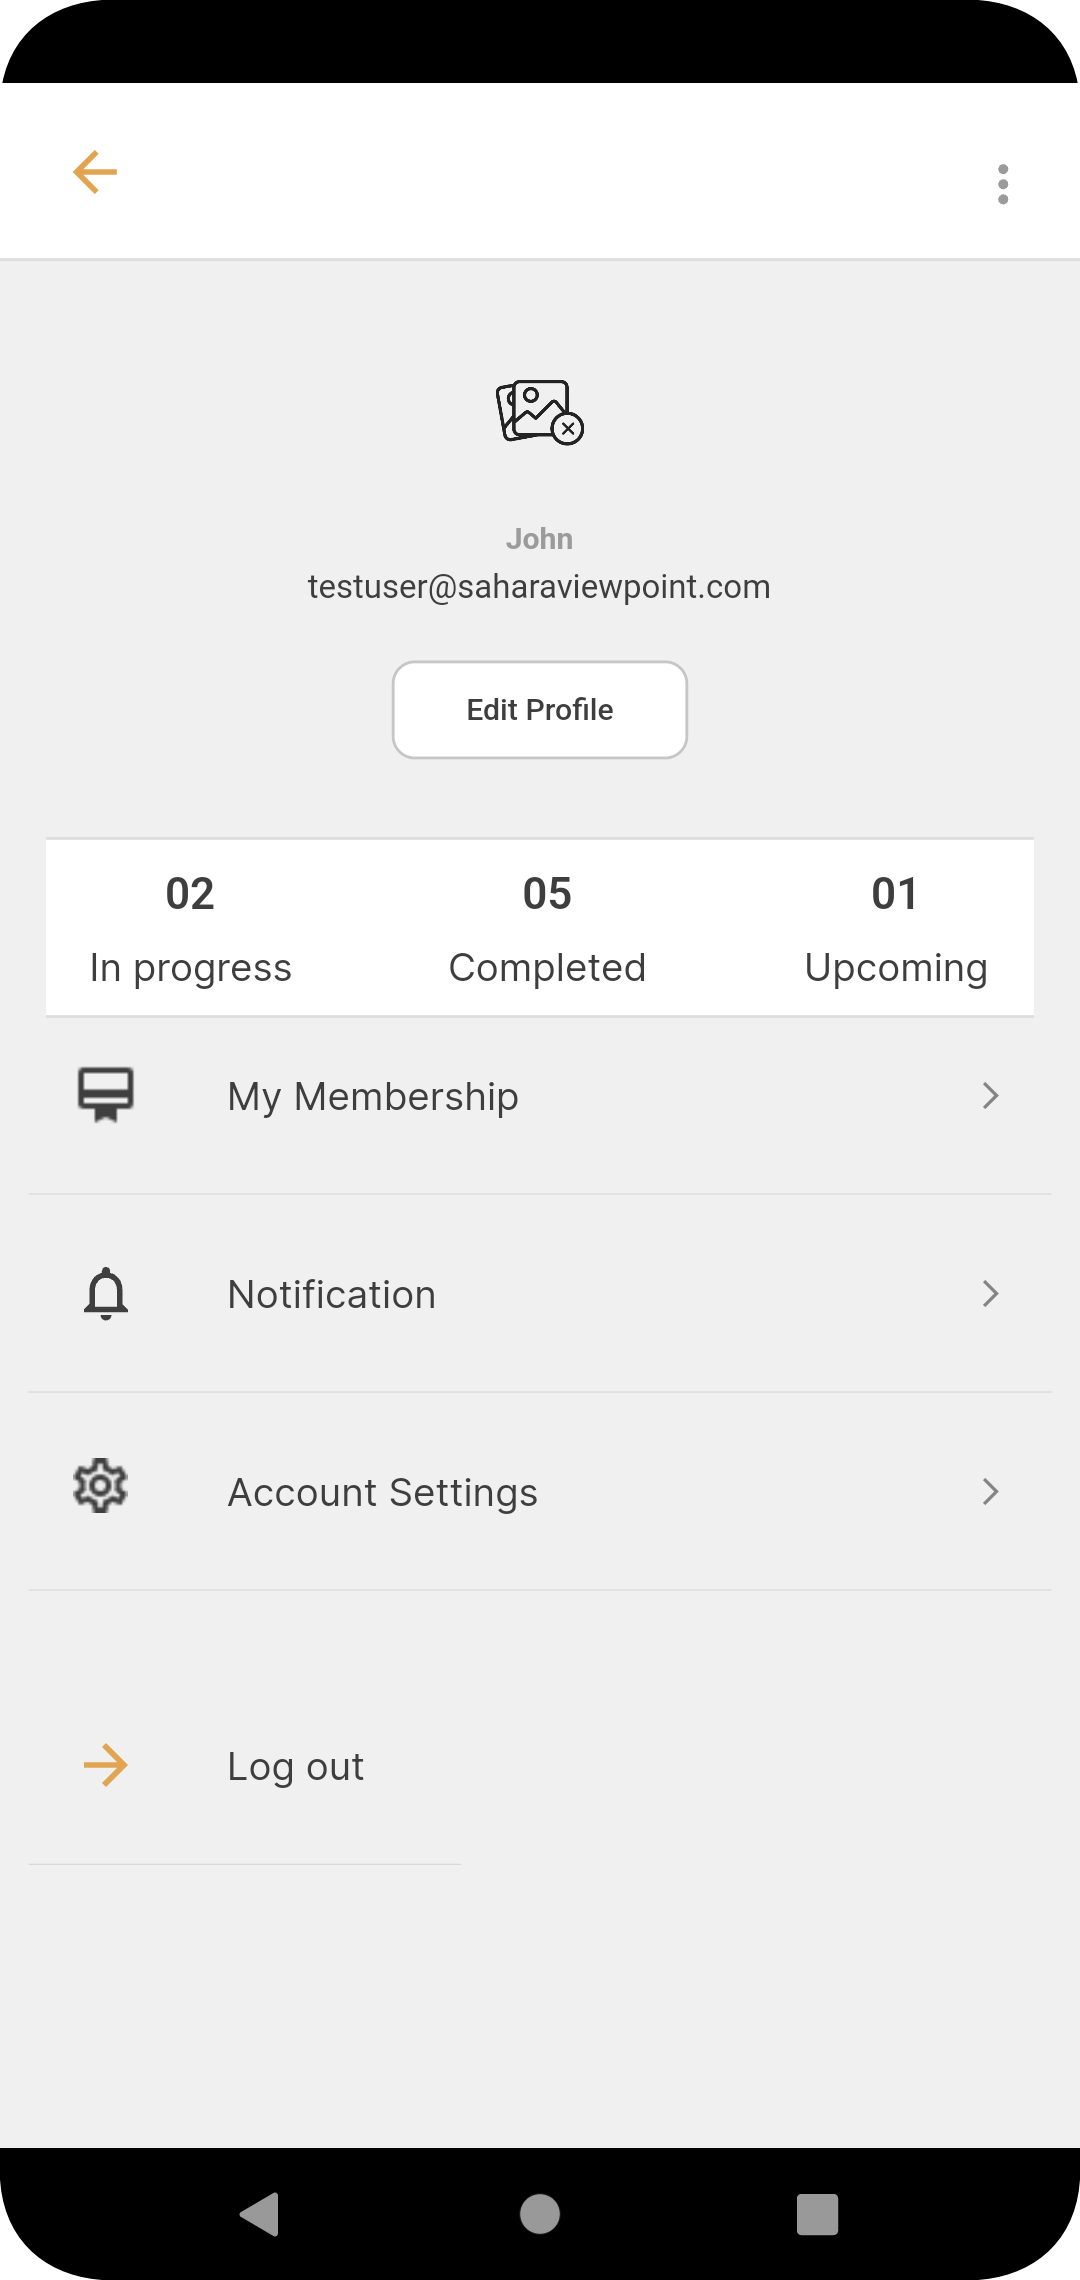 John
testuser@saharaviewpoint.com
Edit Profile
02 05 01
In progress Completed Upcoming
My Membership
Notification
Account Settings
Log out